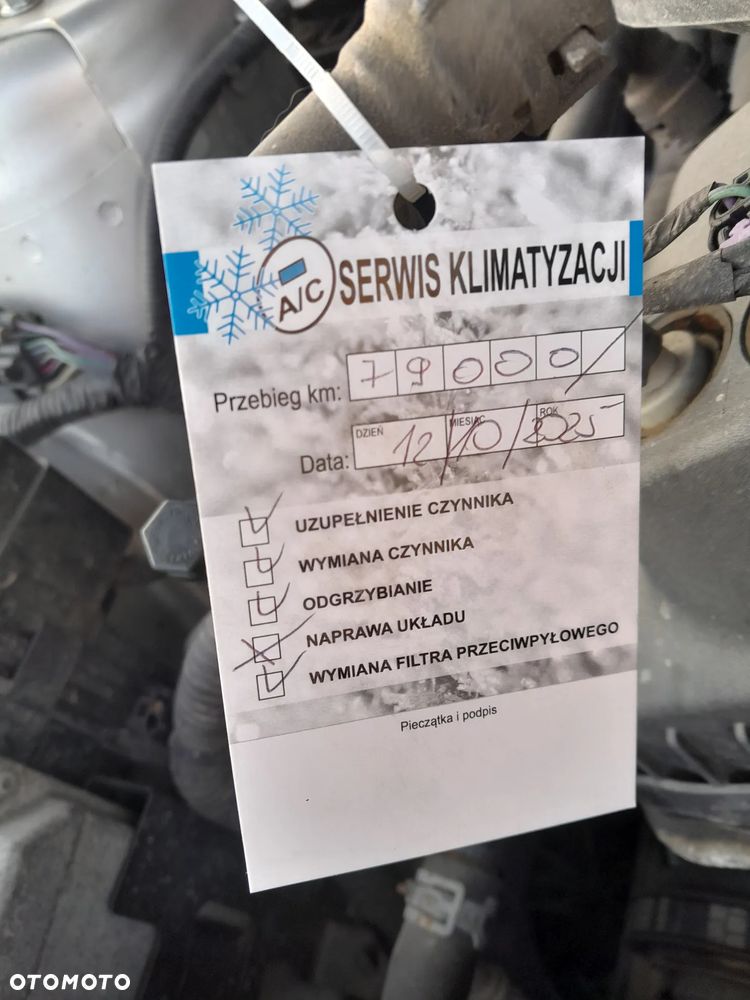 A/C SERWIS KLIMATYZACJI
Przebieg km: 79000/
DZIEŃ MIESIĄC ROK
Data: 12/10/2025
UZUPEŁNIENIE CZYNNIKA
WYMIANA CZYNNIKA
ODGRZYBIANIE
NAPRAWA UKŁADU
WYMIANA FILTRA PRZECIWPYŁOWEGO
Pieczątka i podpis
OTOMOTO